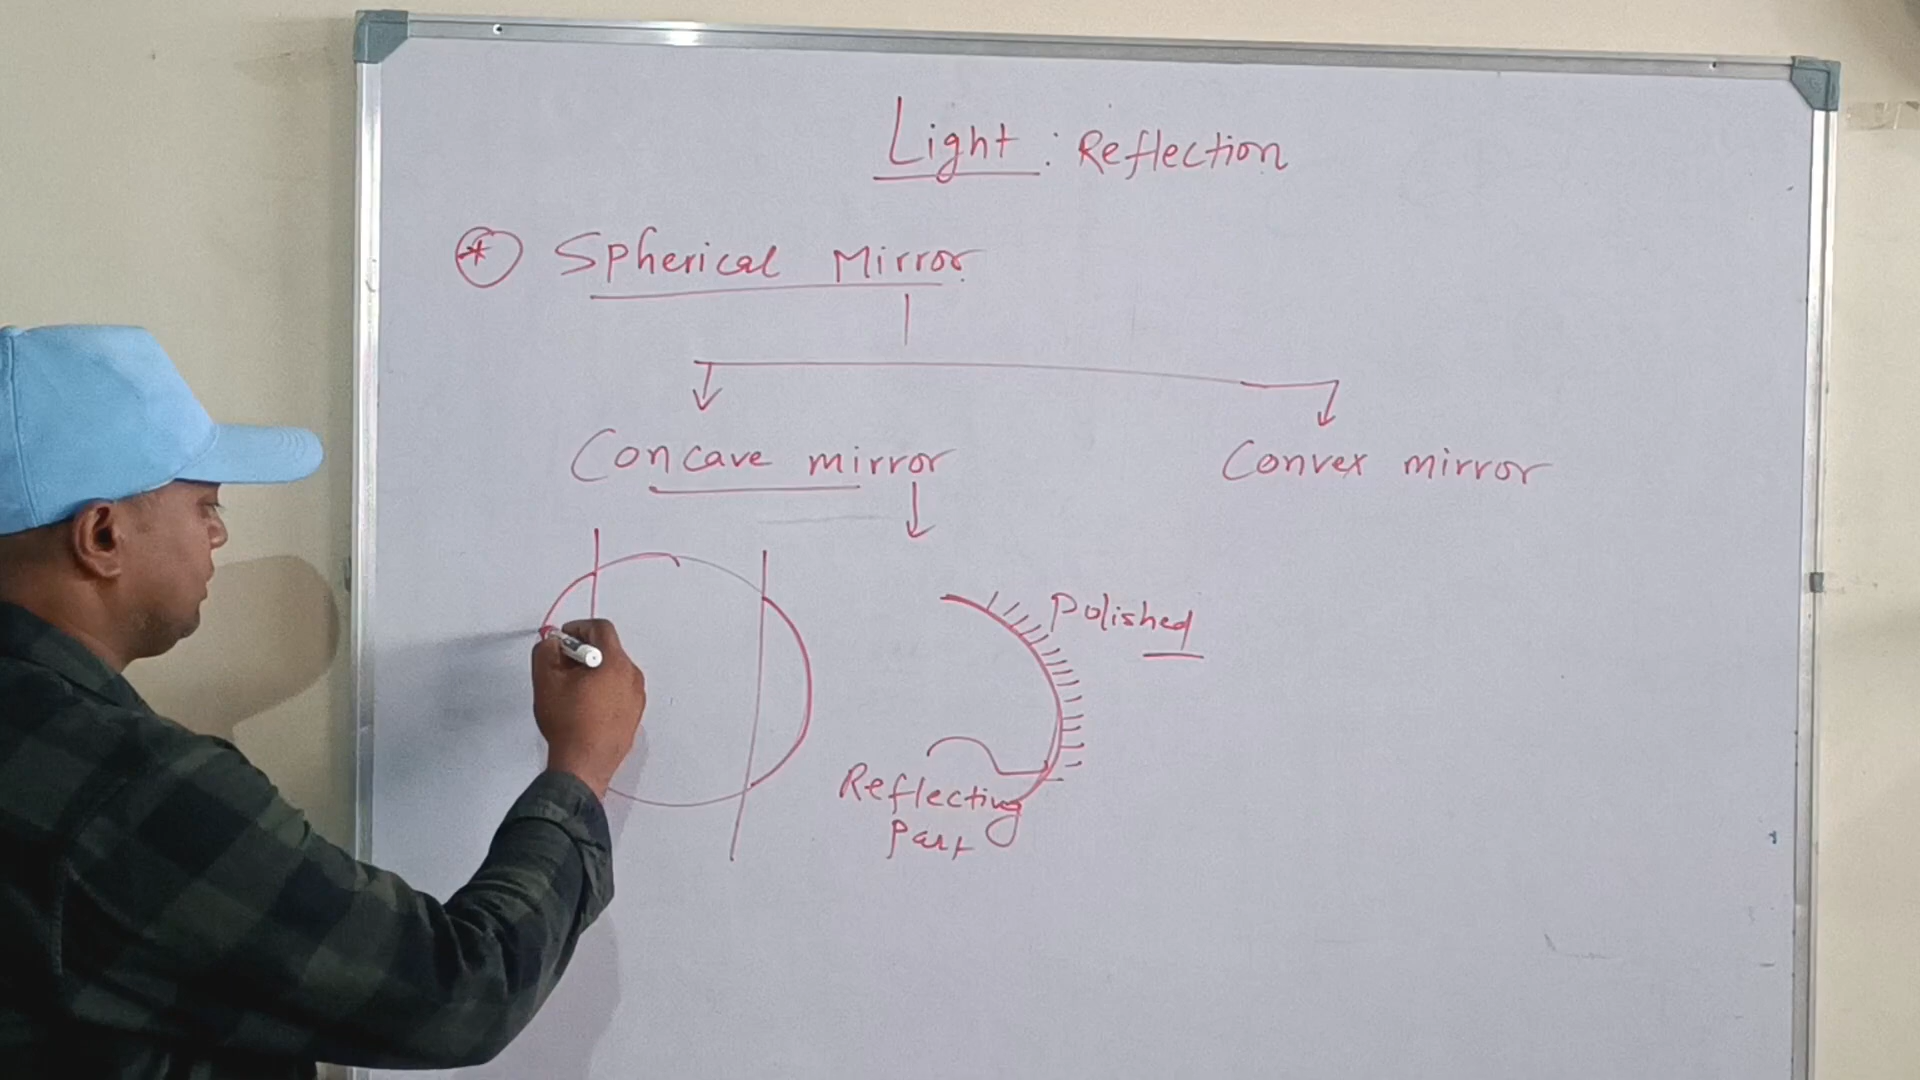 Light : Reflection
* Spherical Mirror
Concave mirror
Convex mirror
Polished
Reflecting
Part